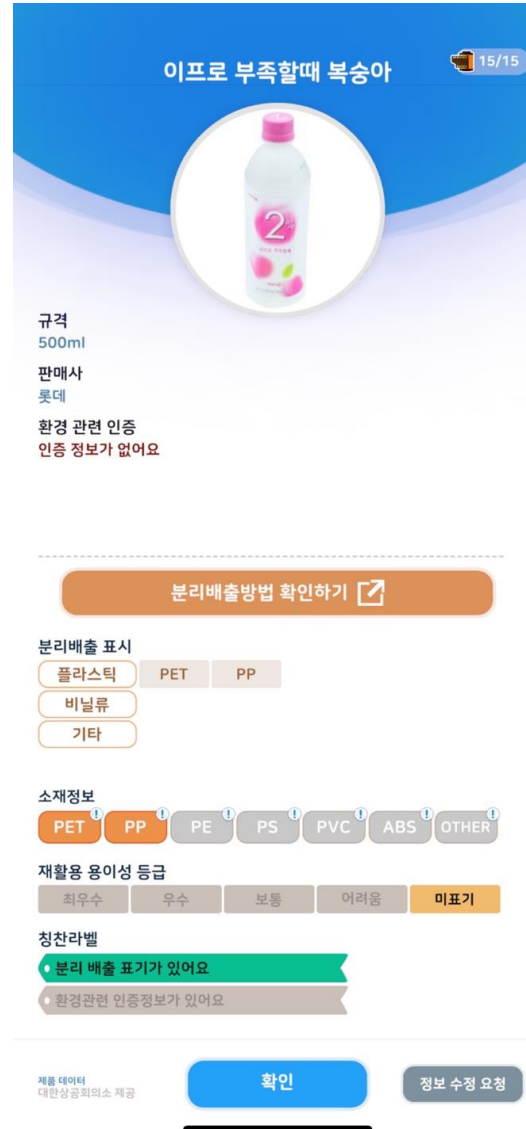 이프로 부족할때 복숭아
15/15
2%
규격
500ml
판매사
롯데
환경 관련 인증
인증 정보가 없어요
분리배출방법 확인하기
분리배출 표시
플라스틱 PET PP
비닐류
기타
소재정보
PET ! PP ! PE ! PS ! PVC ! ABS ! OTHER !
재활용 용이성 등급
최우수 우수 보통 어려움 미표기
칭찬라벨
분리 배출 표기가 있어요
환경관련 인증정보가 있어요
제품 데이터
대한상공회의소 제공
확인
정보 수정 요청